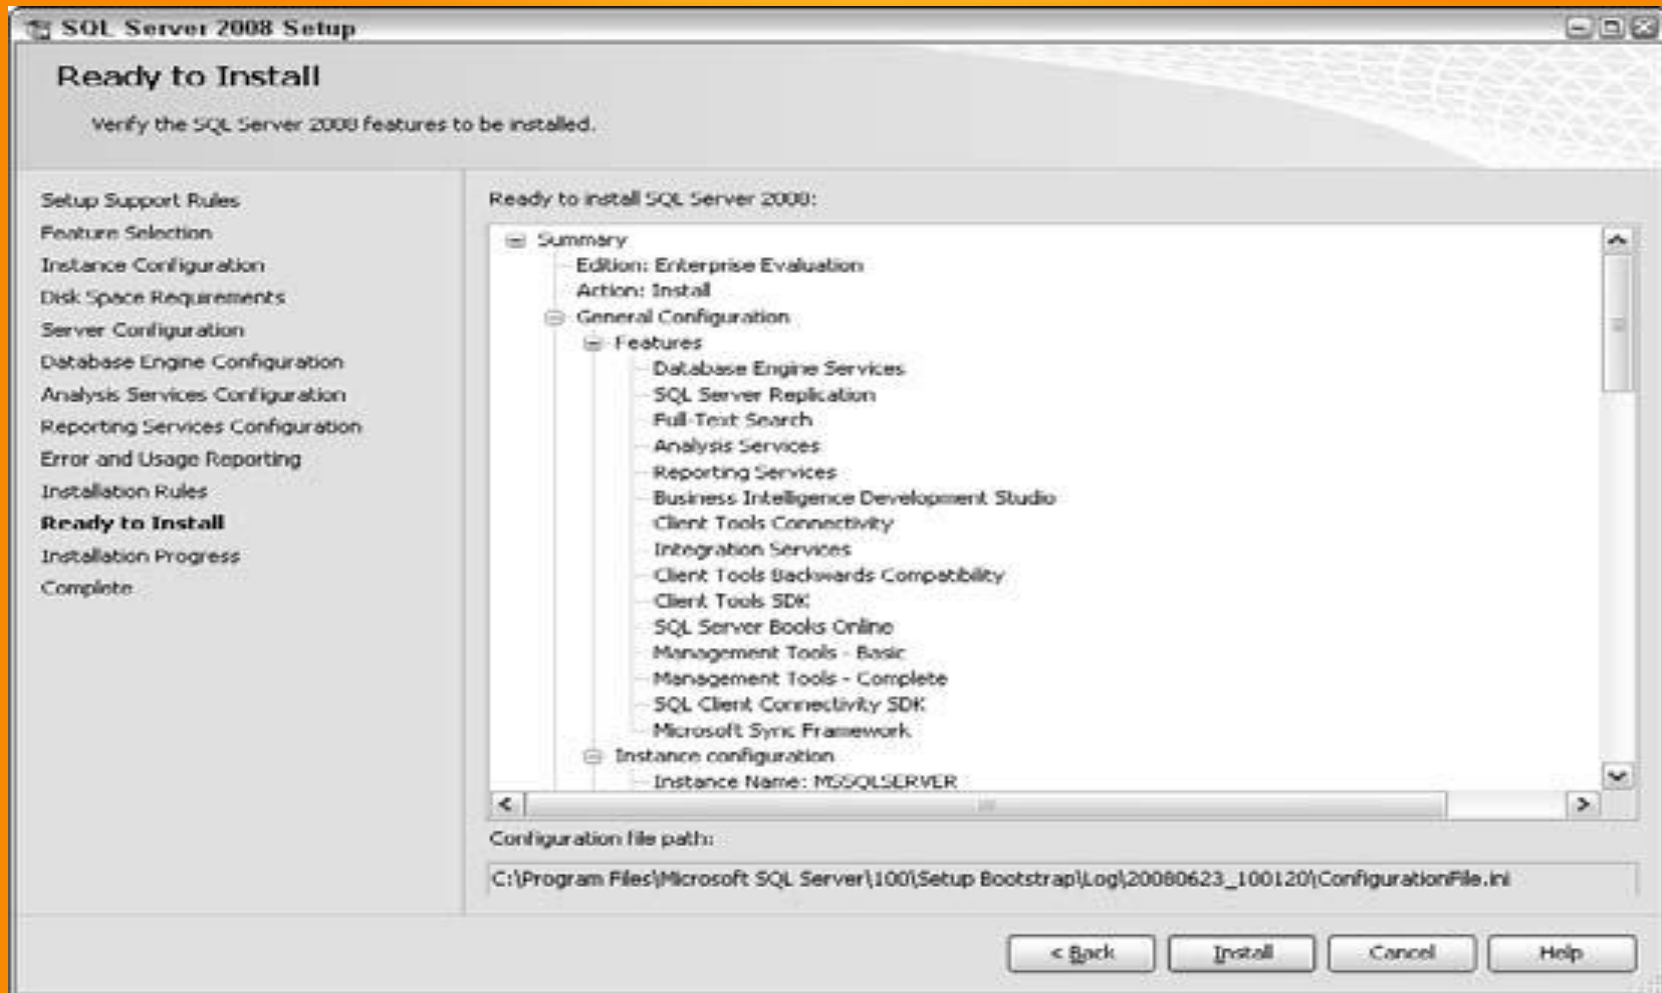 SQL Server 2008 Setup
Ready to Install
Verify the SQL Server 2008 features to be installed.
Setup Support Rules
Feature Selection
Instance Configuration
Disk Space Requirements
Server Configuration
Database Engine Configuration
Analysis Services Configuration
Reporting Services Configuration
Error and Usage Reporting
Installation Rules
Ready to Install
Installation Progress
Complete
Ready to install SQL Server 2008:
Summary
Edition: Enterprise Evaluation
Action: Install
General Configuration
Features
Database Engine Services
SQL Server Replication
Full-Text Search
Analysis Services
Reporting Services
Business Intelligence Development Studio
Client Tools Connectivity
Integration Services
Client Tools Backwards Compatibility
Client Tools SDK
SQL Server Books Online
Management Tools - Basic
Management Tools - Complete
SQL Client Connectivity SDK
Microsoft Sync Framework
Instance configuration
Instance Name: MSSQLSERVER
Configuration file path:
C:\Program Files\Microsoft SQL Server\100\Setup Bootstrap\Log\20080623_100120\ConfigurationFile.ini
< Back
Install
Cancel
Help